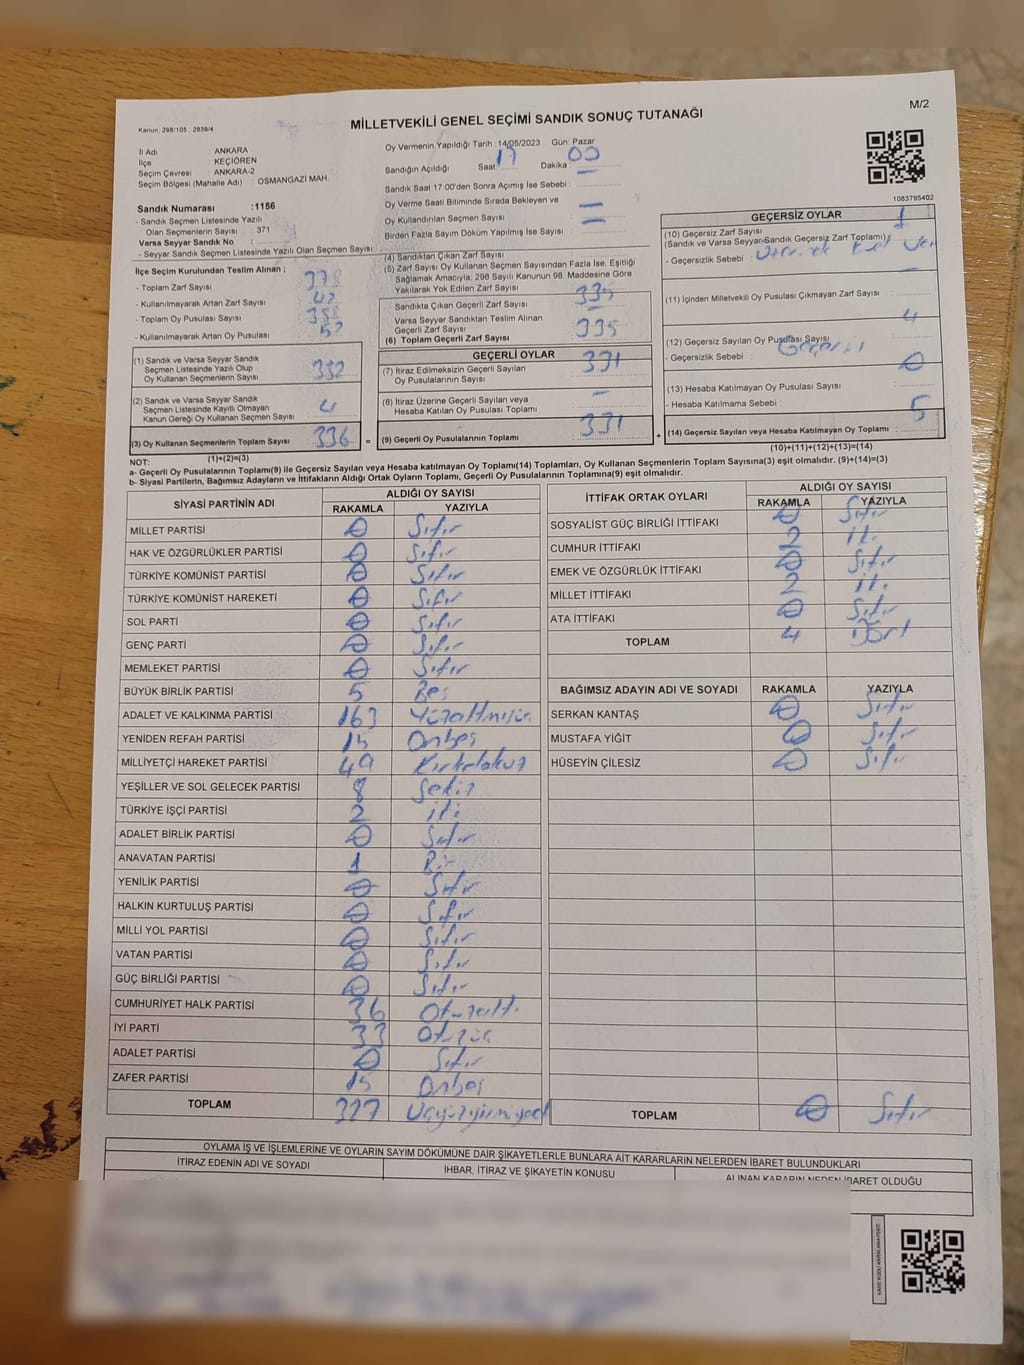 M/2
Kanun. 298/105 ; 2839/4
MİLLETVEKİLİ GENEL SEÇİMİ SANDIK SONUÇ TUTANAĞI
İl Adı ANKARA
İlçe KEÇİÖREN
Seçim Çevresi ANKARA-2
Seçim Bölgesi (Mahalle Adı) : OSMANGAZİ MAH.
Sandık Numarası :1156
- Sandık Seçmen Listesinde Yazılı
Olan Seçmenlerin Sayısı : 371
Varsa Seyyar Sandık No :
- Seyyar Sandık Seçmen Listesinde Yazılı Olan Seçmen Sayısı:
Oy Vermenin Yapıldığı Tarih :14/05/2023 Gün: Pazar
Sandığın Açıldığı Saat: 17 Dakika : 00
Sandık Saat 17 00'den Sonra Açımış İse Sebebi :
Oy Verme Saati Bitiminde Sırada Bekleyen ve
Oy Kullandırılan Seçmen Sayısı : –
Birden Fazla Sayım Döküm Yapılmış İse Sayısı : –
1083795402
İlçe Seçim Kurulundan Teslim Alınan ;
- Toplam Zarf Sayısı :
- Kullanılmayarak Artan Zarf Sayısı :
- Toplam Oy Pusulası Sayısı :
- Kullanılmayarak Artan Oy Pusulası :
(1) Sandık ve Varsa Seyyar Sandık
Seçmen Listesinde Yazılı Olup
Oy Kullanan Seçmenlerin Sayısı : 332
(2) Sandık ve Varsa Seyyar Sandık
Seçmen Listesinde Kayıtlı Olmayan
Kanun Gereği Oy Kullanan Seçmen Sayısı : 4
(3) Oy Kullanan Seçmenlerin Toplam Sayısı 336 =
(1)+(2)=(3)
(4) Sandıktan Çıkan Zarf Sayısı
(5) Zarf Sayısı Oy Kullanan Seçmen Sayısından Fazla İse, Eşitliği
Sağlamak Amacıyla; 298 Sayılı Kanunun 98 Maddesine Göre
Yakılarak Yok Edilen Zarf Sayısı :
Sandıkta Çıkan Geçerli Zarf Sayısı 335
Varsa Seyyar Sandıktan Teslim Alınan
Geçerli Zarf Sayısı : –
(6) Toplam Geçerli Zarf Sayısı 335
GEÇERLİ OYLAR
(7) İtiraz Edilmeksizin Geçerli Sayılan
Oy Pusulalarının Sayısı 331
(8) İtiraz Üzerine Geçerli Sayılan veya
Hesaba Katılan Oy Pusulası Toplamı –
(9) Geçerli Oy Pusulalarının Toplamı 331 +
GEÇERSİZ OYLAR
(10) Geçersiz Zarf Sayısı 1
(Sandık ve Varsa Seyyar Sandık Geçersiz Zarf Toplamı)
- Geçersizlik Sebebi :
(11) İçinden Milletvekili Oy Pusulası Çıkmayan Zarf Sayısı –
(12) Geçersiz Sayılan Oy Pusulası Sayısı 4
- Geçersizlik Sebebi :
(13) Hesaba Katılmayan Oy Pusulası Sayısı : 0
- Hesaba Katılmama Sebebi :
(14) Geçersiz Sayılan veya Hesaba Katılmayan Oy Toplamı : 5
(10)+(11)+(12)+(13)=(14)
NOT:
a- Geçerli Oy Pusulalarının Toplamı(9) ile Geçersiz Sayılan veya Hesaba katılmayan Oy Toplamı(14) Toplamları, Oy Kullanan Seçmenlerin Toplam Sayısına(3) eşit olmalıdır. (9)+(14)=(3)
b- Siyasi Partilerin, Bağımsız Adayların ve İttifakların Aldığı Ortak Oyların Toplamı, Geçerli Oy Pusulalarının Toplamına(9) eşit olmalıdır.
SİYASİ PARTİNİN ADI ALDIĞI OY SAYISI
RAKAMLA YAZIYLA
MİLLET PARTİSİ 0 Sıfır
HAK VE ÖZGÜRLÜKLER PARTİSİ 0 Sıfır
TÜRKİYE KOMÜNİST PARTİSİ 0 Sıfır
TÜRKİYE KOMÜNİST HAREKETİ 0 Sıfır
SOL PARTİ 0 Sıfır
GENÇ PARTİ 0 Sıfır
MEMLEKET PARTİSİ 0 Sıfır
BÜYÜK BİRLİK PARTİSİ 5 Beş
ADALET VE KALKINMA PARTİSİ 163 Yüzaltmışüç
YENİDEN REFAH PARTİSİ 15 Onbeş
MİLLİYETÇİ HAREKET PARTİSİ 49 Kırkdokuz
YEŞİLLER VE SOL GELECEK PARTİSİ 8 Sekiz
TÜRKİYE İŞÇİ PARTİSİ 2 iki
ADALET BİRLİK PARTİSİ 0 Sıfır
ANAVATAN PARTİSİ 1 Bir
YENİLİK PARTİSİ 0 Sıfır
HALKIN KURTULUŞ PARTİSİ 0 Sıfır
MİLLİ YOL PARTİSİ 0 Sıfır
VATAN PARTİSİ 0 Sıfır
GÜÇ BİRLİĞİ PARTİSİ 0 Sıfır
CUMHURİYET HALK PARTİSİ 36 Otuzaltı
İYİ PARTİ 33 Otuzüç
ADALET PARTİSİ 0 Sıfır
ZAFER PARTİSİ 15 Onbeş
TOPLAM 327 Üçyüzyirmiyedi
İTTİFAK ORTAK OYLARI ALDIĞI OY SAYISI
RAKAMLA YAZIYLA
SOSYALİST GÜÇ BİRLİĞİ İTTİFAKI 0 Sıfır
CUMHUR İTTİFAKI 2 iki
EMEK VE ÖZGÜRLÜK İTTİFAKI 0 Sıfır
MİLLET İTTİFAKI 2 iki
ATA İTTİFAKI 0 Sıfır
TOPLAM 4 Dört
BAĞIMSIZ ADAYIN ADI VE SOYADI RAKAMLA YAZIYLA
SERKAN KANTAŞ 0 Sıfır
MUSTAFA YİĞİT 0 Sıfır
HÜSEYİN ÇİLESİZ 0 Sıfır
TOPLAM 0 Sıfır
OYLAMA İŞ VE İŞLEMLERİNE VE OYLARIN SAYIM DÖKÜMÜNE DAİR ŞİKAYETLERLE BUNLARA AİT KARARLARIN NELERDEN İBARET BULUNDUKLARI
İTİRAZ EDENİN ADI VE SOYADI İHBAR, İTİRAZ VE ŞİKAYETİN KONUSU ALINAN KARARIN NEDEN İBARET OLDUĞU